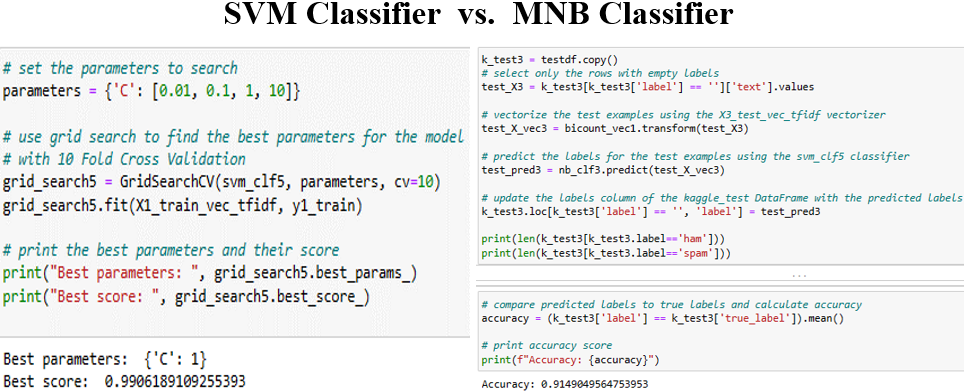 SVM Classifier vs. MNB Classifier
# set the parameters to search
parameters = {'C': [0.01, 0.1, 1, 10]}
# use grid search to find the best parameters for the model
# with 10 Fold Cross Validation
grid_search5 = GridSearchCV(svm_clf5, parameters, cv=10)
grid_search5.fit(X1_train_vec_tfidf, y1_train)
# print the best parameters and their score
print("Best parameters: ", grid_search5.best_params_)
print("Best score: ", grid_search5.best_score_)
Best parameters:  {'C': 1}
Best score:  0.9906189109255393
k_test3 = testdf.copy()
# select only the rows with empty labels
test_X3 = k_test3[k_test3['label'] == '']['text'].values
# vectorize the test examples using the X3_test_vec_tfidf vectorizer
test_X_vec3 = bicount_vec1.transform(test_X3)
# predict the labels for the test examples using the svm_clf5 classifier
test_pred3 = nb_clf3.predict(test_X_vec3)
# update the labels column of the kaggle_test DataFrame with the predicted labels
k_test3.loc[k_test3['label'] == '', 'label'] = test_pred3
print(len(k_test3[k_test3.label=='ham']))
print(len(k_test3[k_test3.label=='spam']))
...
# compare predicted labels to true labels and calculate accuracy
accuracy = (k_test3['label'] == k_test3['true_label']).mean()
# print accuracy score
print(f"Accuracy: {accuracy}")
Accuracy: 0.9149049564753953